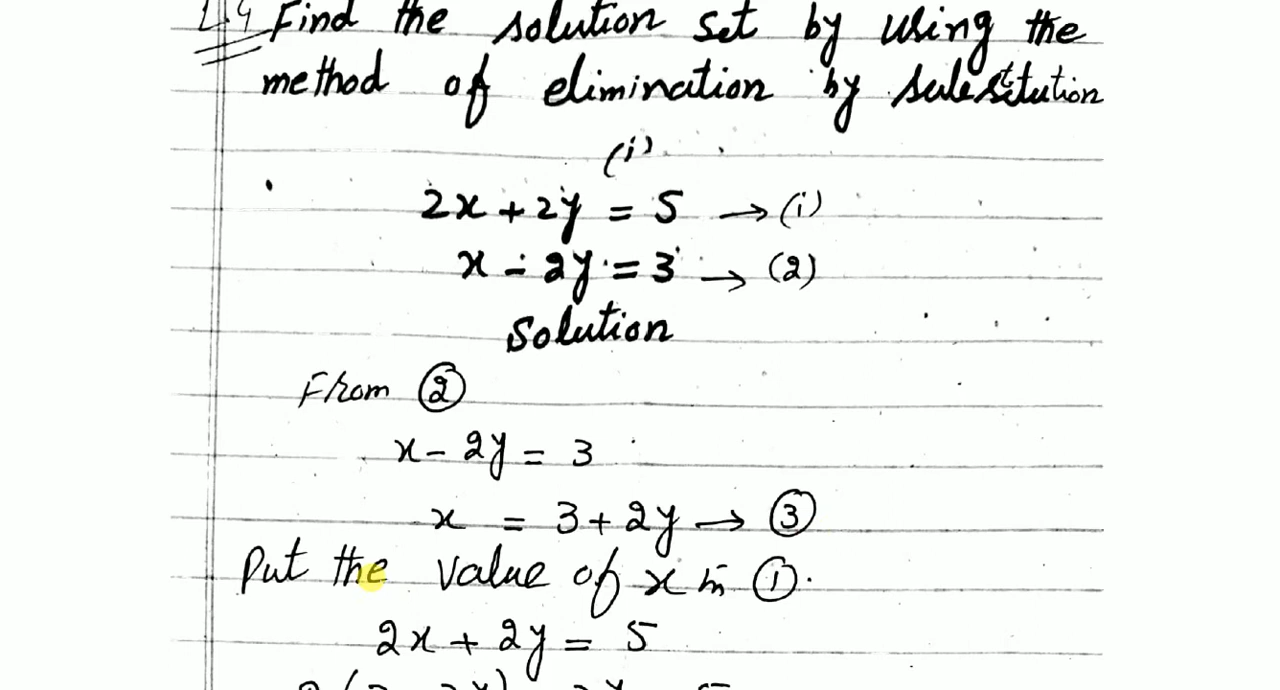 Find the solution set by using the
method of elimination by substitution
(i)
2x + 2y = 5 → (i)
x - 2y = 3 → (2)
Solution
From ②
x - 2y = 3
x = 3 + 2y → ③
Put the value of x in ①.
2x + 2y = 5